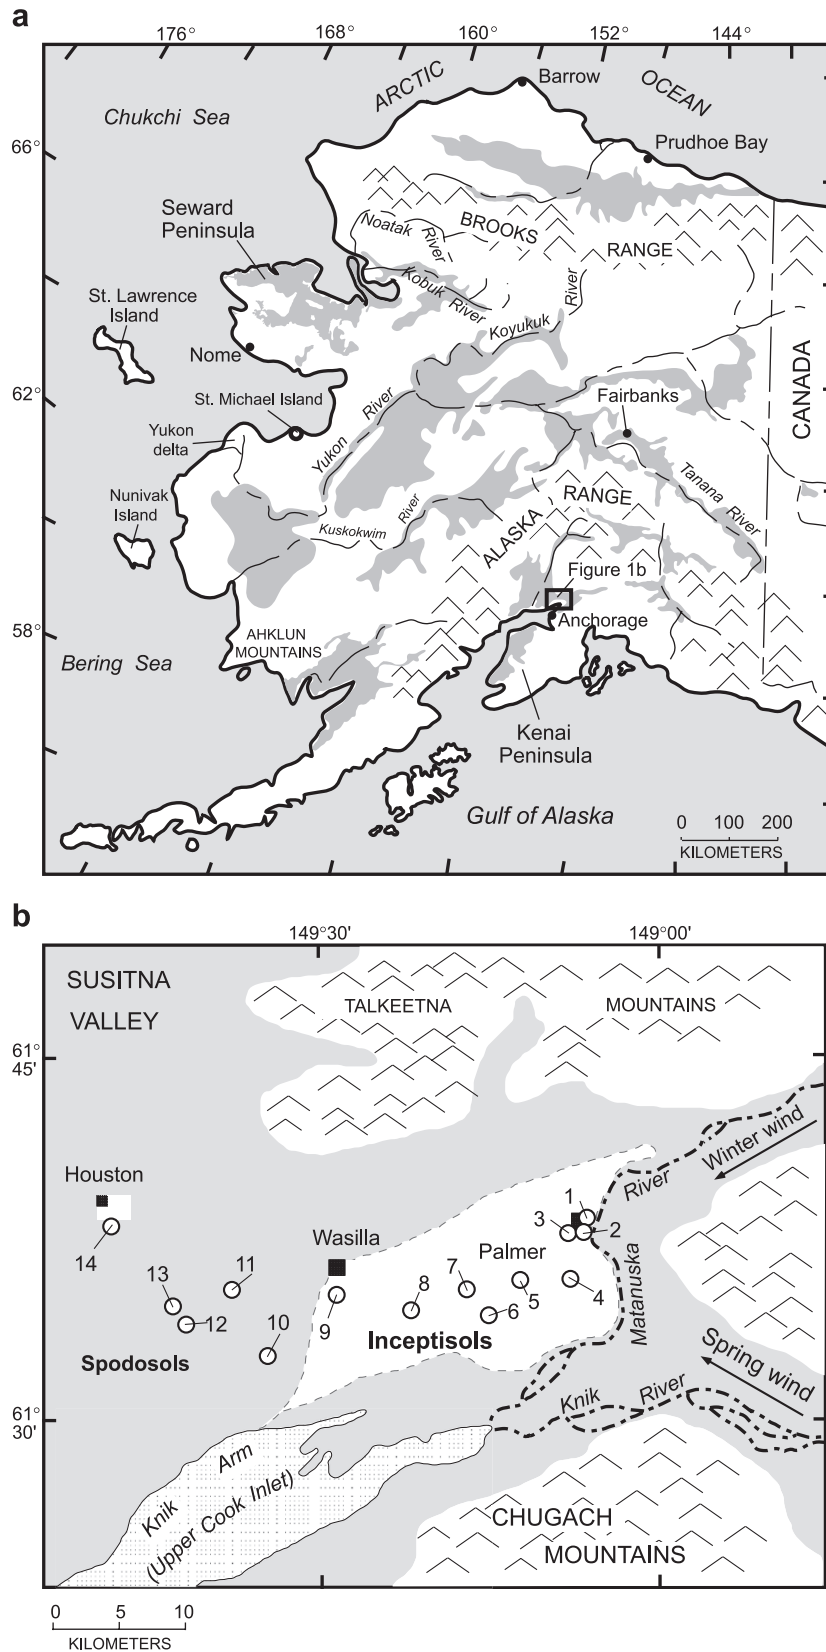 a
176° 168° 160° 152° 144°
ARCTIC OCEAN
Barrow
Chukchi Sea
66°
Prudhoe Bay
Seward
Peninsula
Noatak
River
BROOKS
RANGE
St. Lawrence
Island
Kobuk River
River
Koyukuk
Nome
CANADA
62°
St. Michael Island
River
Fairbanks
Yukon
delta
Yukon
Nunivak
Island
River
RANGE
Tanana River
Kuskokwim
ALASKA
Figure 1b
58°
Anchorage
AHKLUN
MOUNTAINS
Bering Sea
Kenai
Peninsula
Gulf of Alaska
0 100 200
KILOMETERS
b
149°30' 149°00'
SUSITNA
VALLEY
TALKEETNA MOUNTAINS
61°
45'
Winter wind
River
Houston
1
Wasilla
3
2
14
Palmer
11
7
13
8
5
4
Matanuska
12
10
9
6
Inceptisols
Spodosols
Spring wind
River
Knik
61°
30'
Arm
Knik
(Upper Cook Inlet)
CHUGACH
MOUNTAINS
0 5 10
KILOMETERS